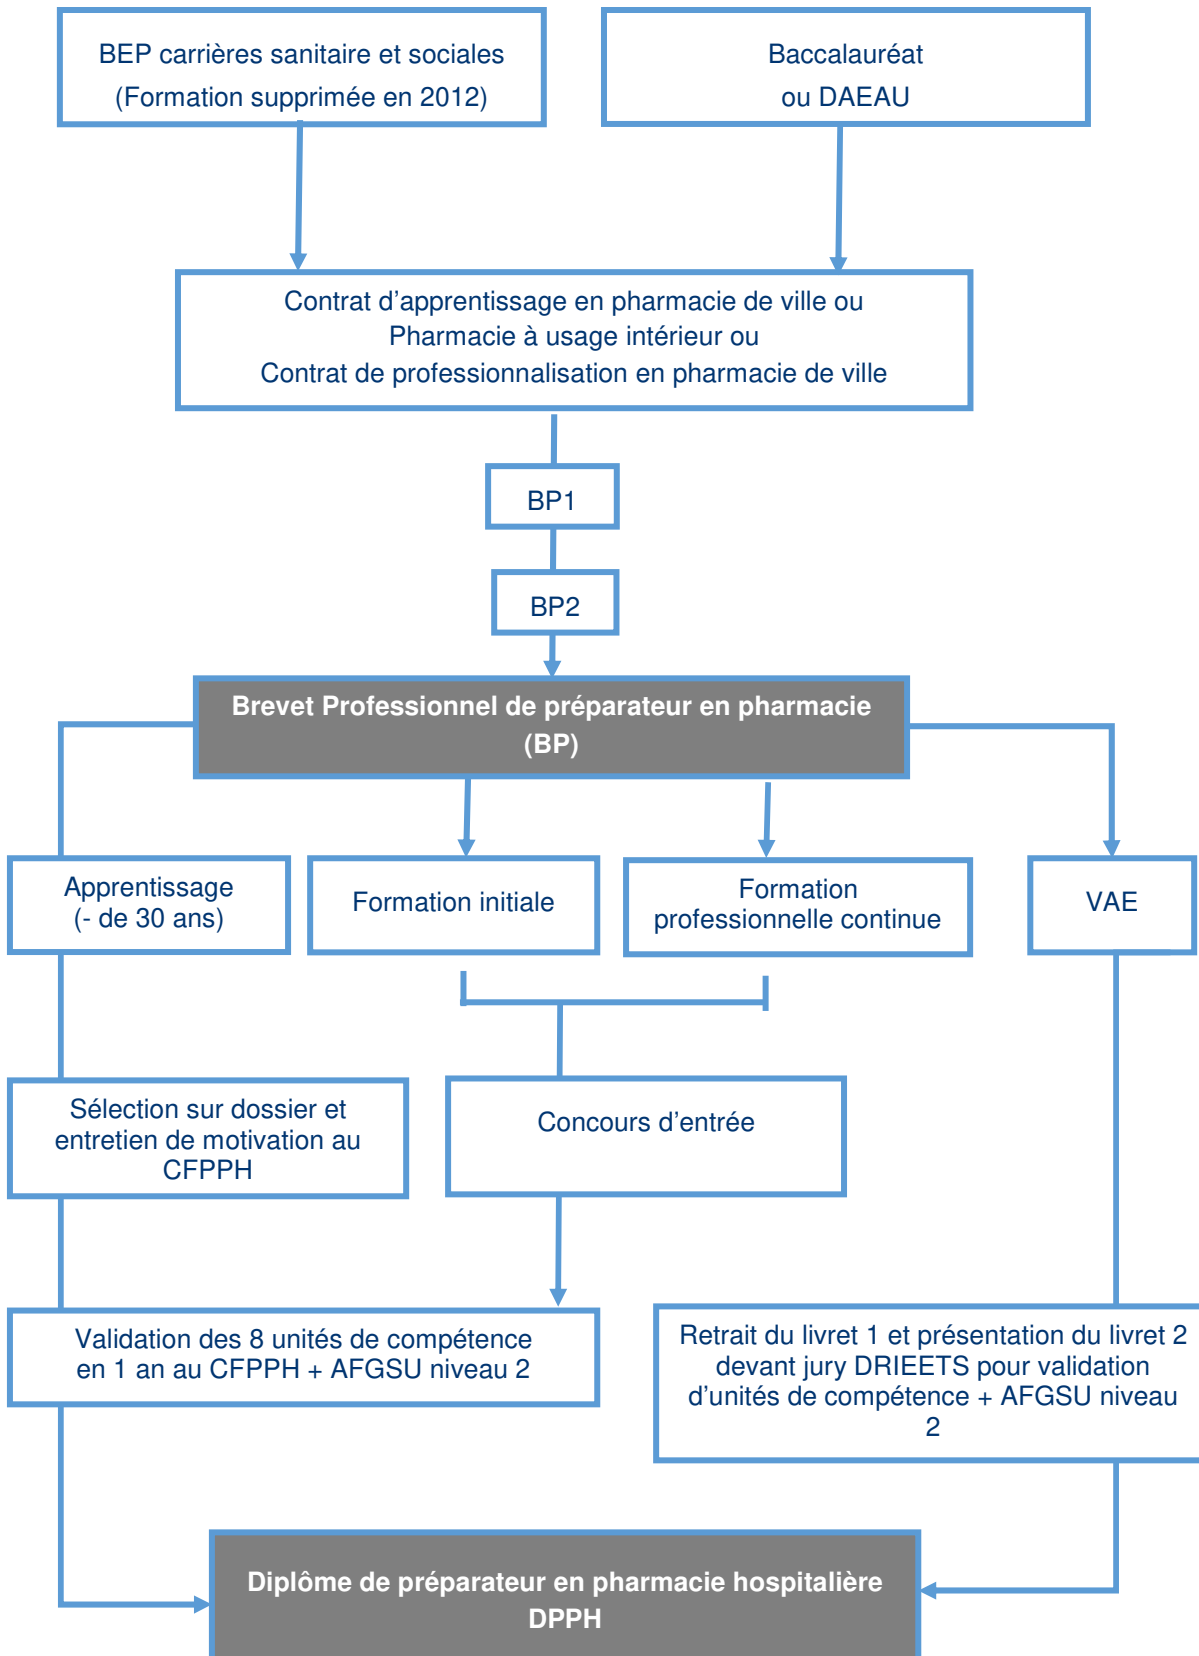 BEP carrières sanitaire et sociales
(Formation supprimée en 2012)
Baccalauréat
ou DAEAU
Contrat d'apprentissage en pharmacie de ville ou
Pharmacie à usage intérieur ou
Contrat de professionnalisation en pharmacie de ville
BP1
BP2
Brevet Professionnel de préparateur en pharmacie
(BP)
Apprentissage
(- de 30 ans)
Formation initiale
Formation
professionnelle continue
VAE
Sélection sur dossier et
entretien de motivation au
CFPPH
Concours d'entrée
Validation des 8 unités de compétence
en 1 an au CFPPH + AFGSU niveau 2
Retrait du livret 1 et présentation du livret 2
devant jury DRIEETS pour validation
d'unités de compétence + AFGSU niveau
2
Diplôme de préparateur en pharmacie hospitalière
DPPH